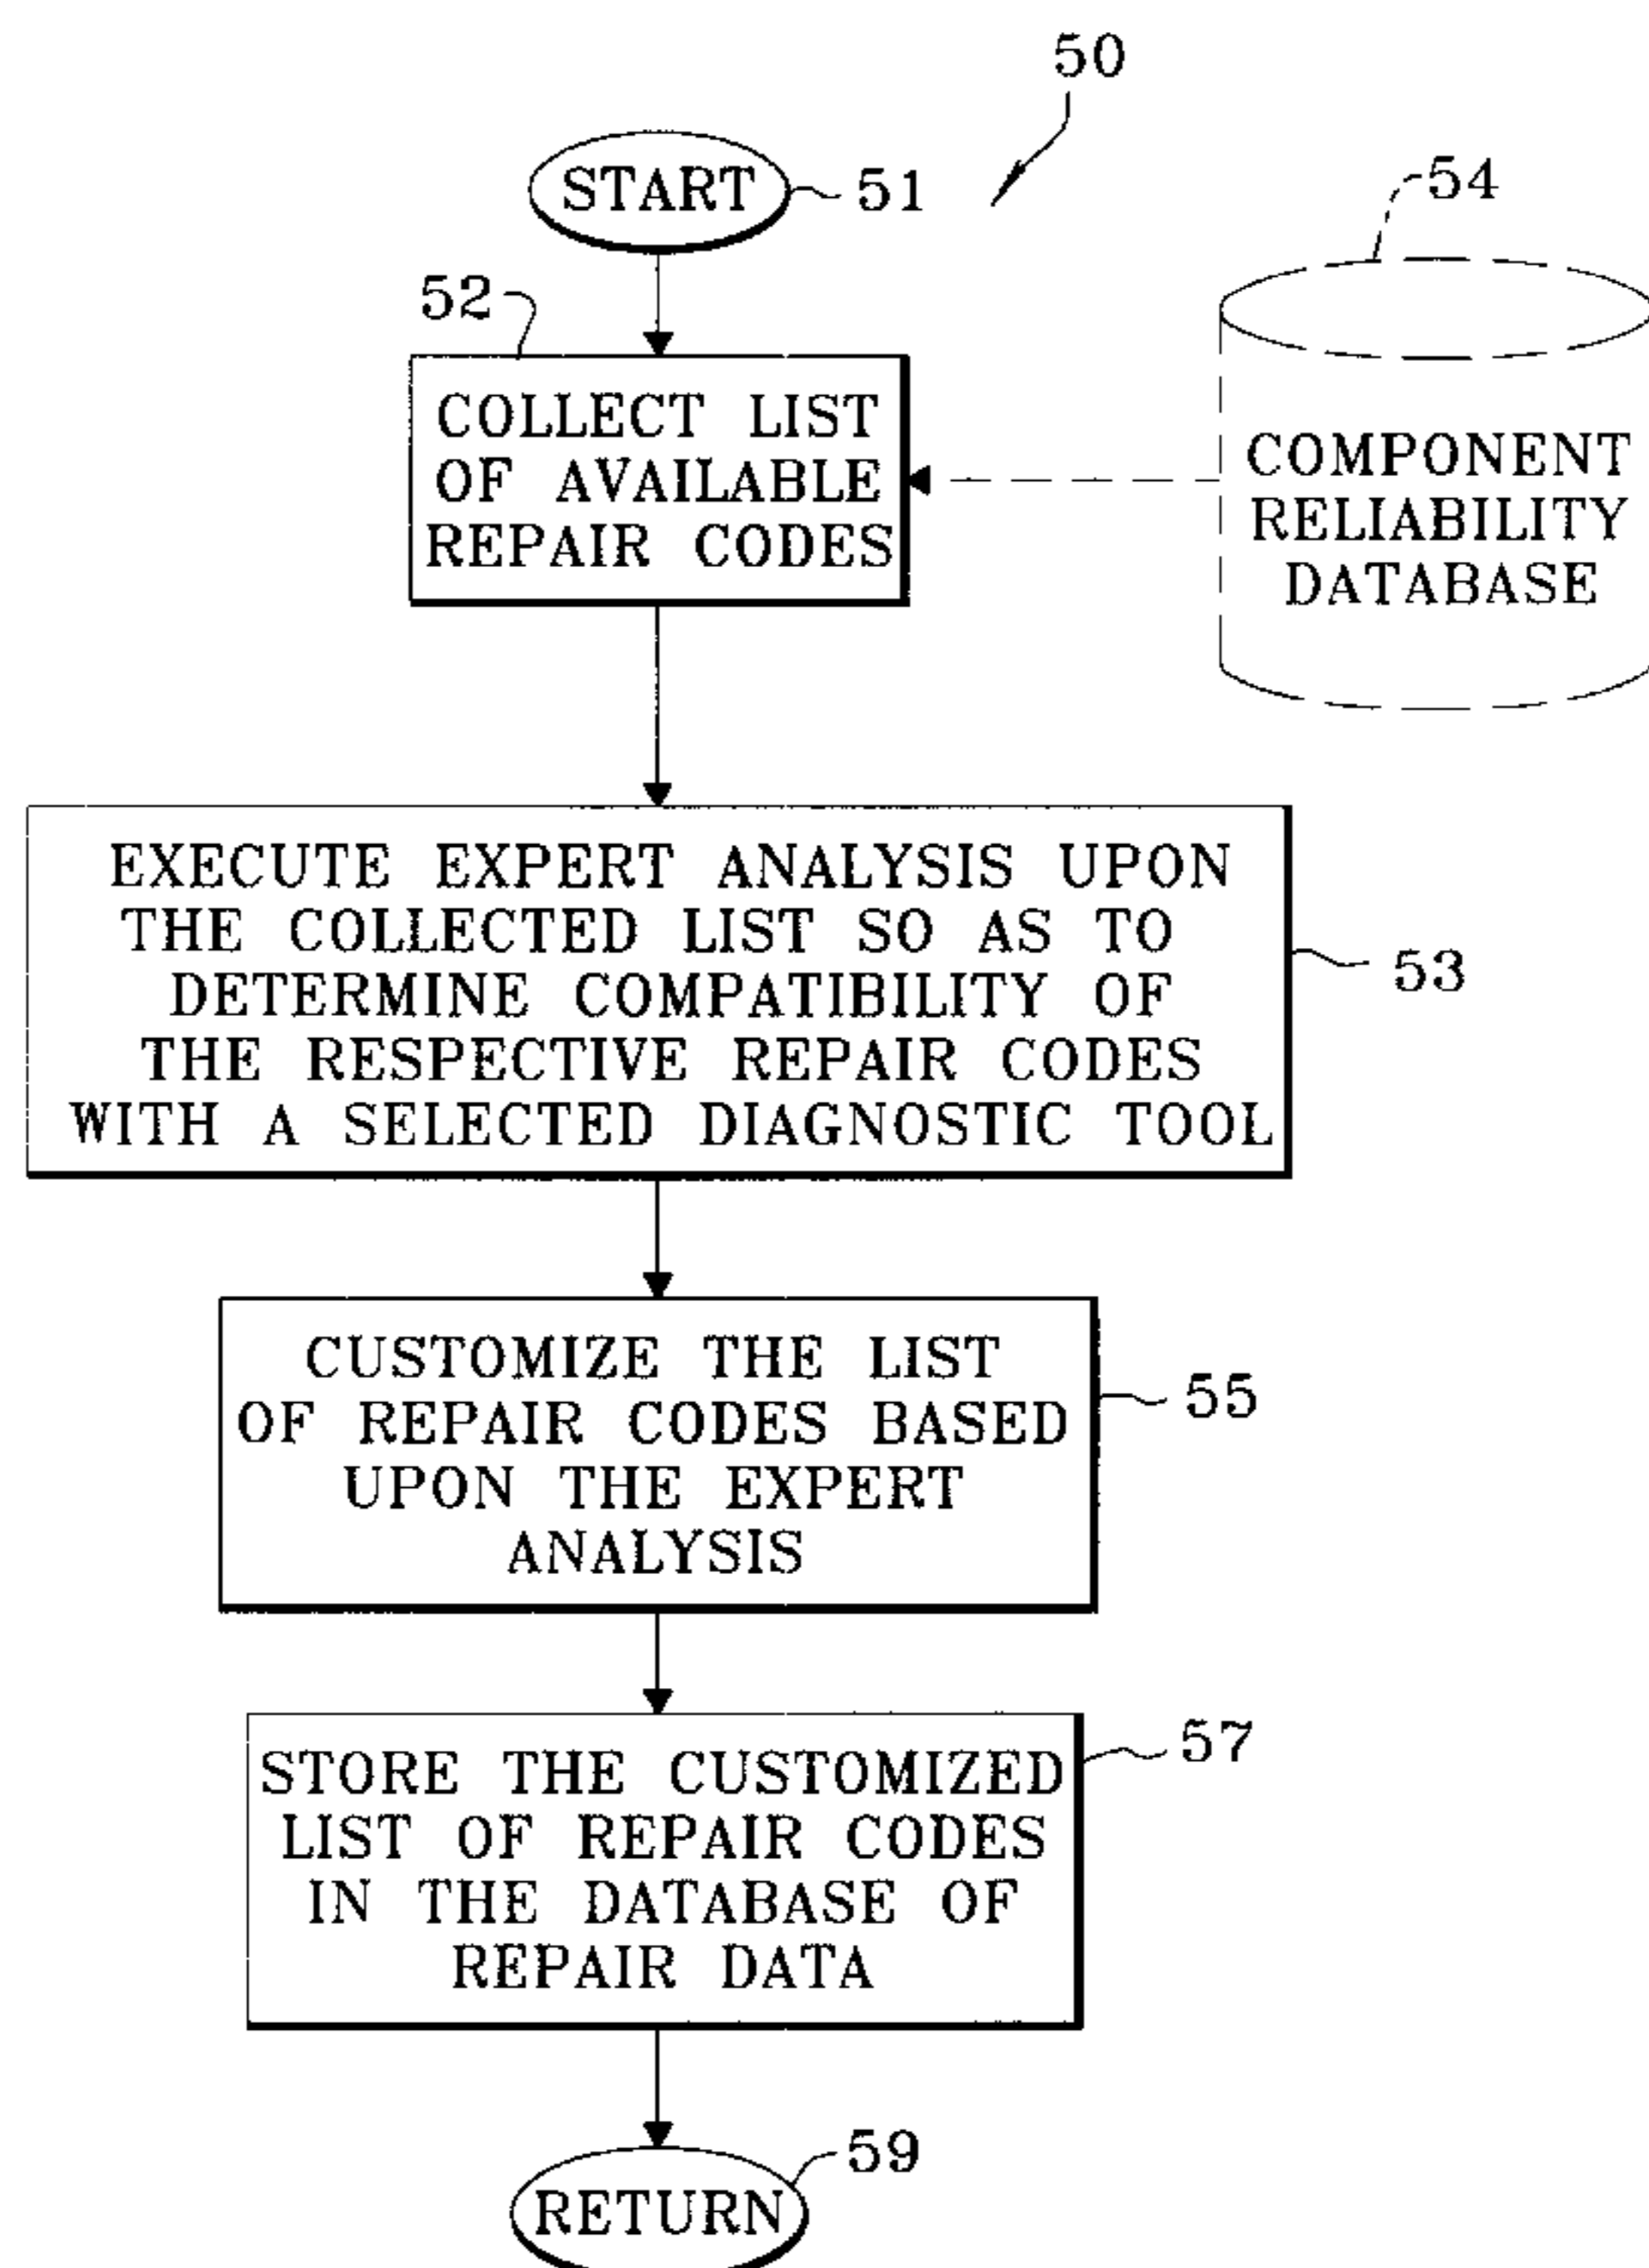 50
START
51
54
52
COLLECT LIST
OF AVAILABLE
REPAIR CODES
COMPONENT
RELIABILITY
DATABASE
EXECUTE EXPERT ANALYSIS UPON
THE COLLECTED LIST SO AS TO
DETERMINE COMPATIBILITY OF
THE RESPECTIVE REPAIR CODES
WITH A SELECTED DIAGNOSTIC TOOL
53
CUSTOMIZE THE LIST
OF REPAIR CODES BASED
UPON THE EXPERT
ANALYSIS
55
STORE THE CUSTOMIZED
LIST OF REPAIR CODES
IN THE DATABASE OF
REPAIR DATA
57
59
RETURN